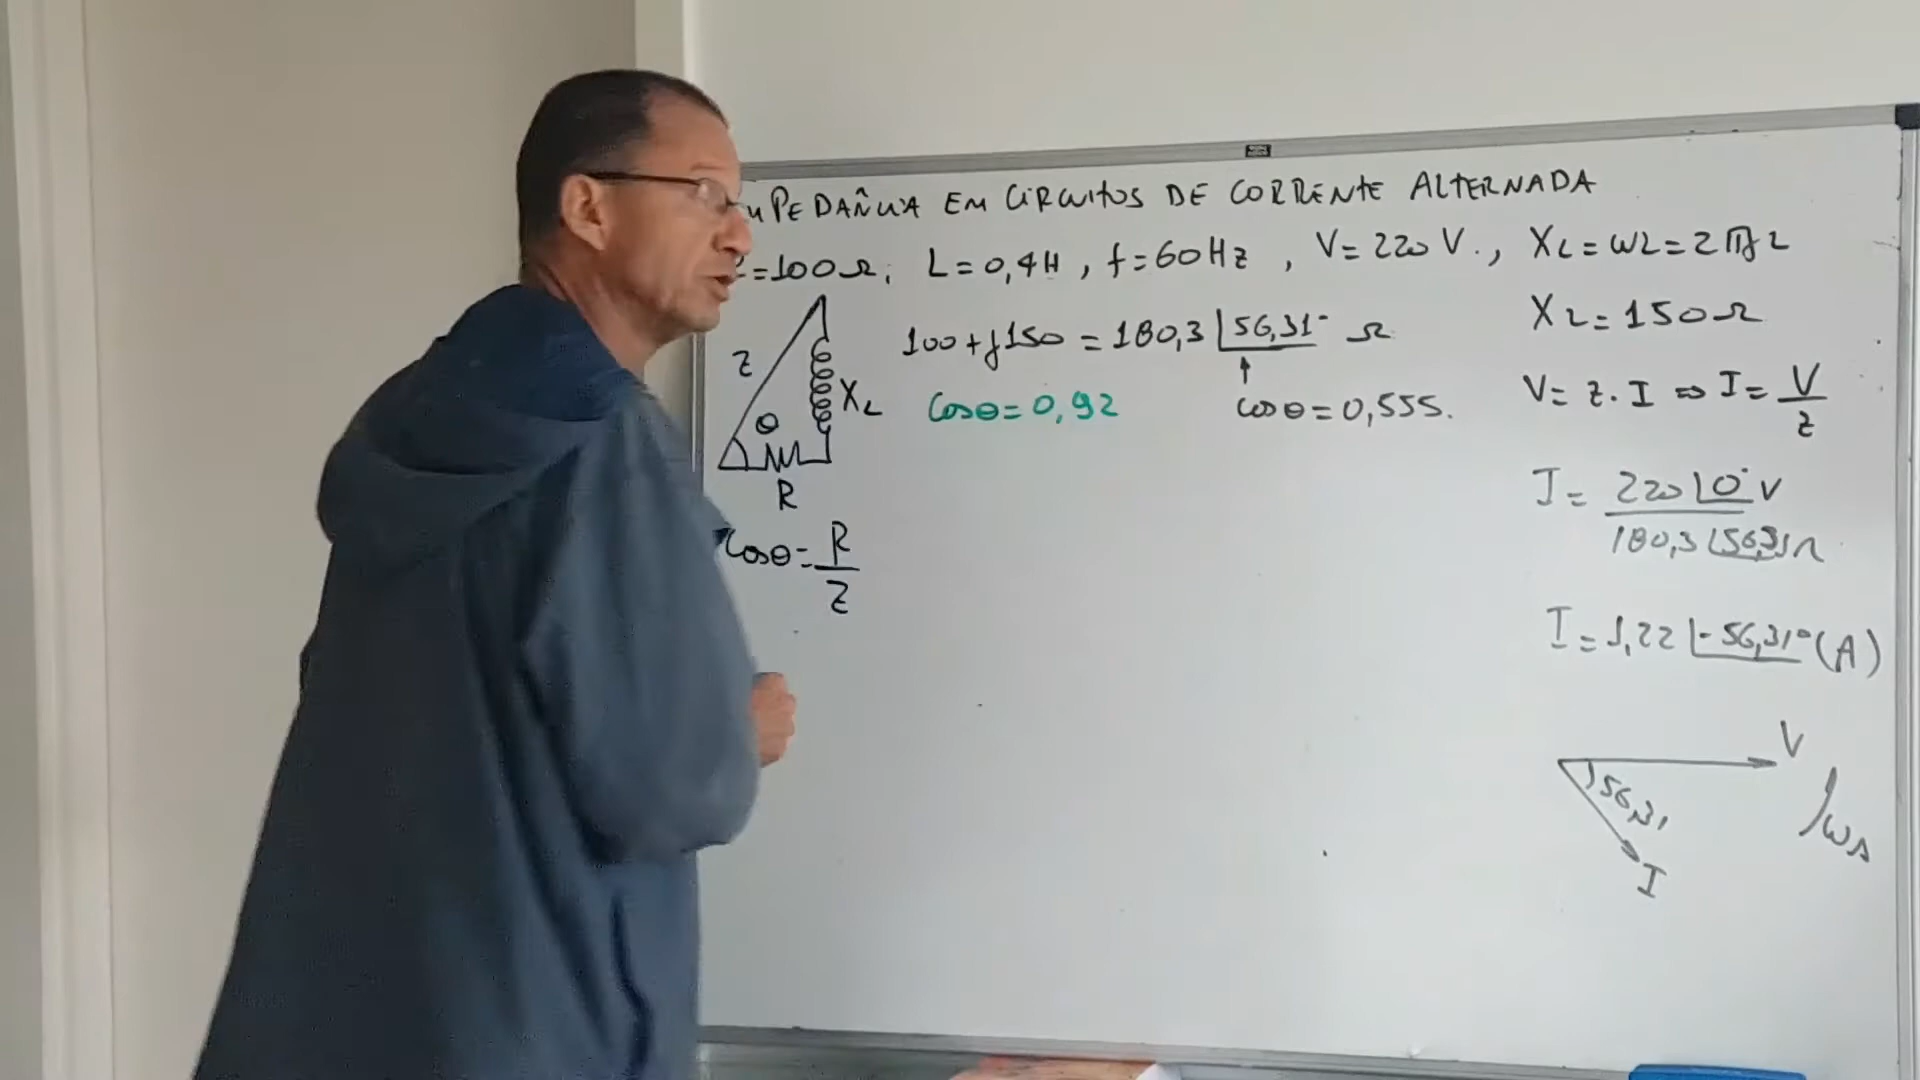 MPEDÂNCIA EM CIRCUITOS DE CORRENTE ALTERNADA
=100Ω; L=0,4H, f=60Hz, V=220V., XL=ωL=2πfL
XL=150Ω
100+j150=180,3∠56,31° Ω
↑
Z
XL
θ
R
cosθ=0,92
cosθ=0,555.
V=Z.I ⇒ I=V/Z
I=220∠0°V/180,3∠56,31Ω
cosθ=R/Z
I=1,22∠-56,31°(A)
V
56,31
ωs
I